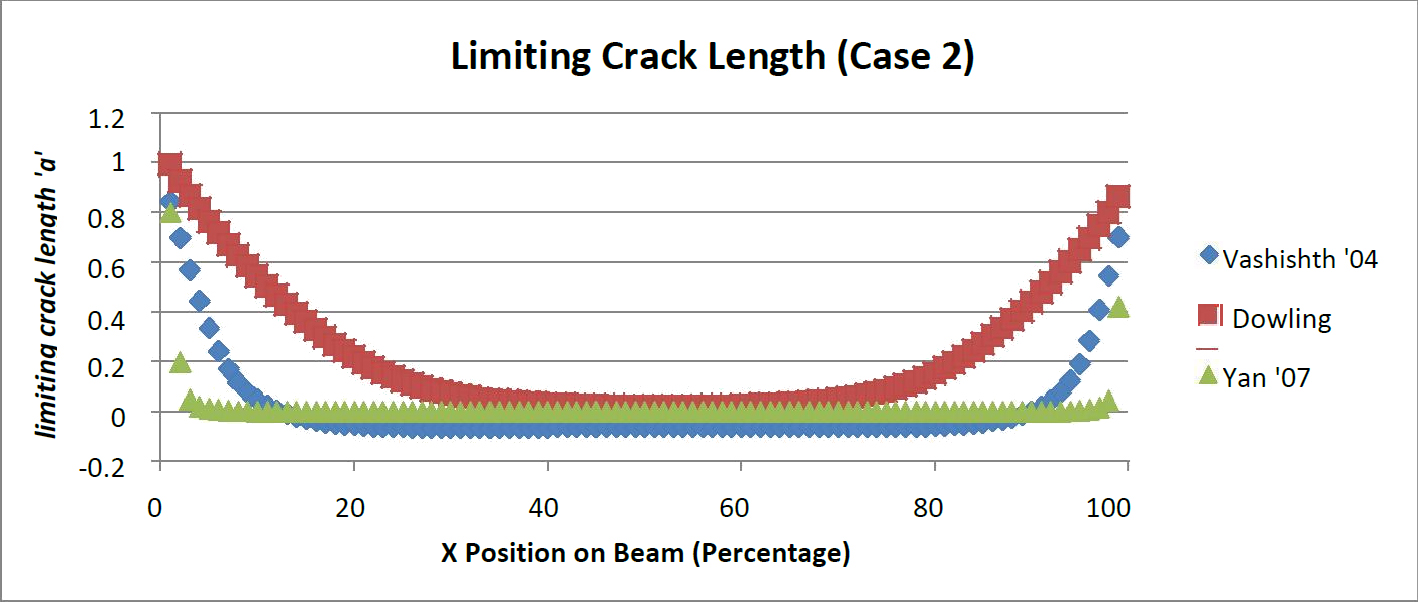 Limiting Crack Length (Case 2)
limiting crack length 'a'
1.2
1
0.8
0.6
0.4
0.2
0
-0.2
0 20 40 60 80 100
X Position on Beam (Percentage)
Vashishth '04
Dowling
Yan '07